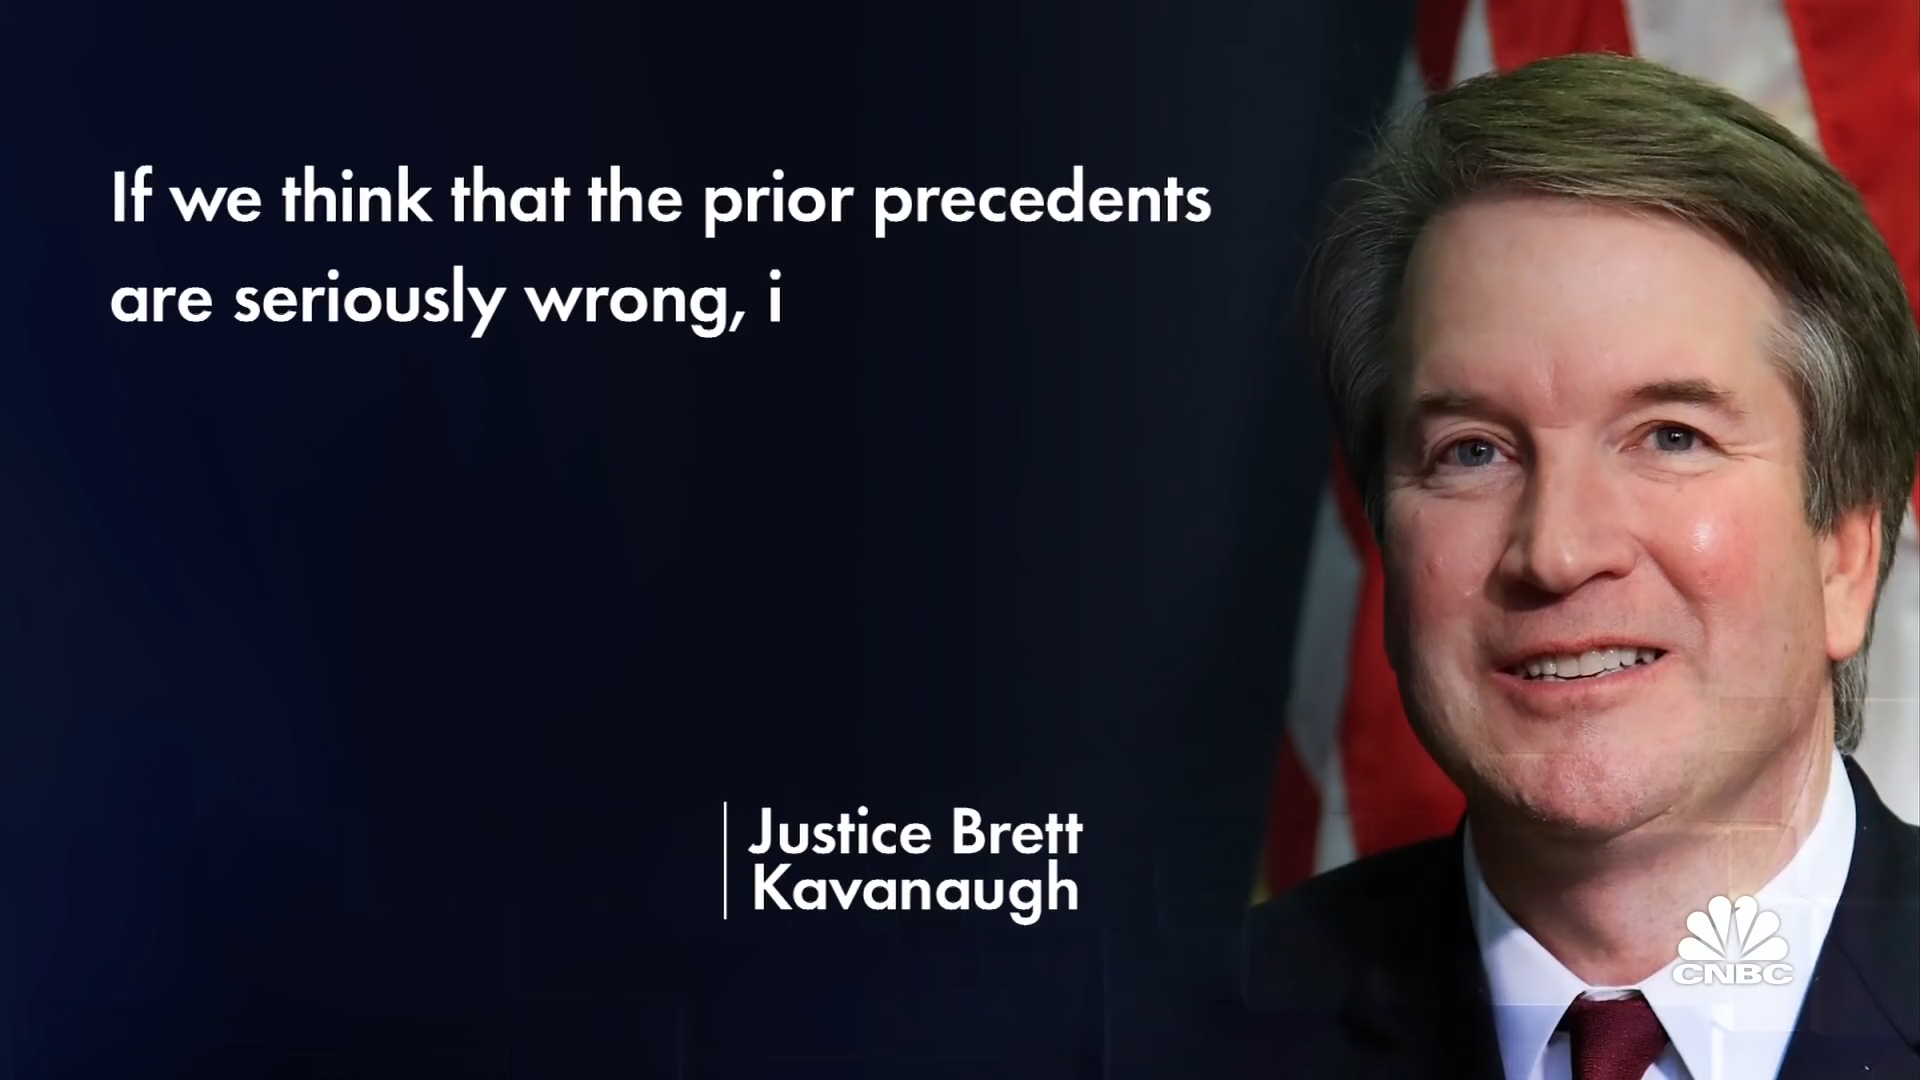 If we think that the prior precedents
are seriously wrong, i
Justice Brett
Kavanaugh
CNBC